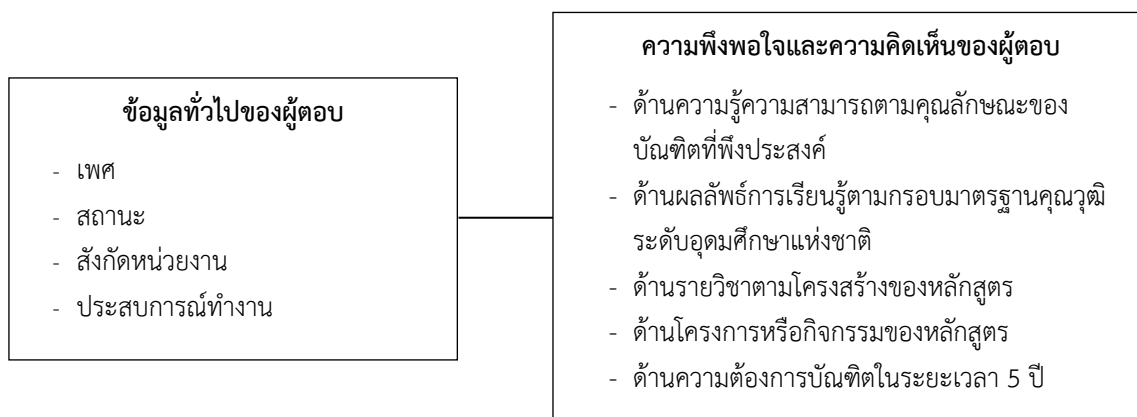 ข้อมูลทั่วไปของผู้ตอบ
- เพศ
- สถานะ
- สังกัดหน่วยงาน
- ประสบการณ์ทำงาน
ความพึงพอใจและความคิดเห็นของผู้ตอบ
- ด้านความรู้ความสามารถตามคุณลักษณะของ
บัณฑิตที่พึงประสงค์
- ด้านผลลัพธ์การเรียนรู้ตามกรอบมาตรฐานคุณวุฒิ
ระดับอุดมศึกษาแห่งชาติ
- ด้านรายวิชาตามโครงสร้างของหลักสูตร
- ด้านโครงการหรือกิจกรรมของหลักสูตร
- ด้านความต้องการบัณฑิตในระยะเวลา 5 ปี